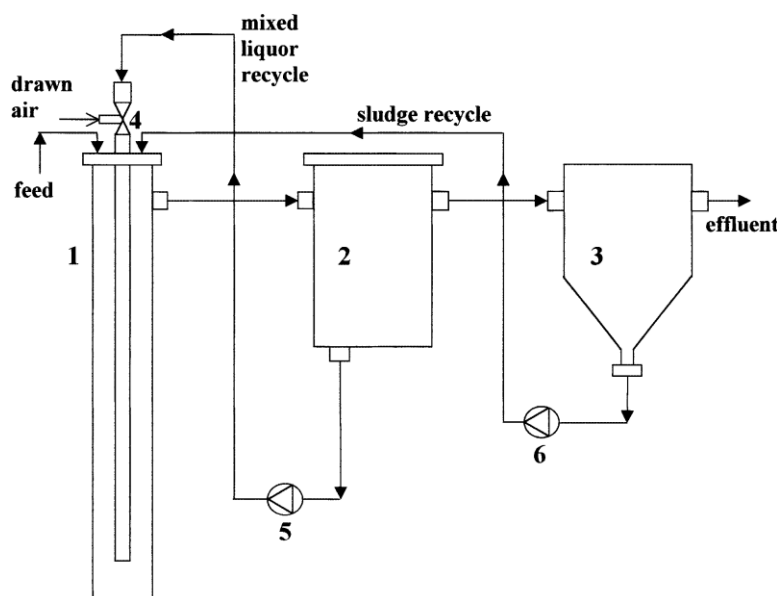 mixed
liquor
recycle
drawn
air
4
sludge recycle
feed
effluent
1
2
3
6
5